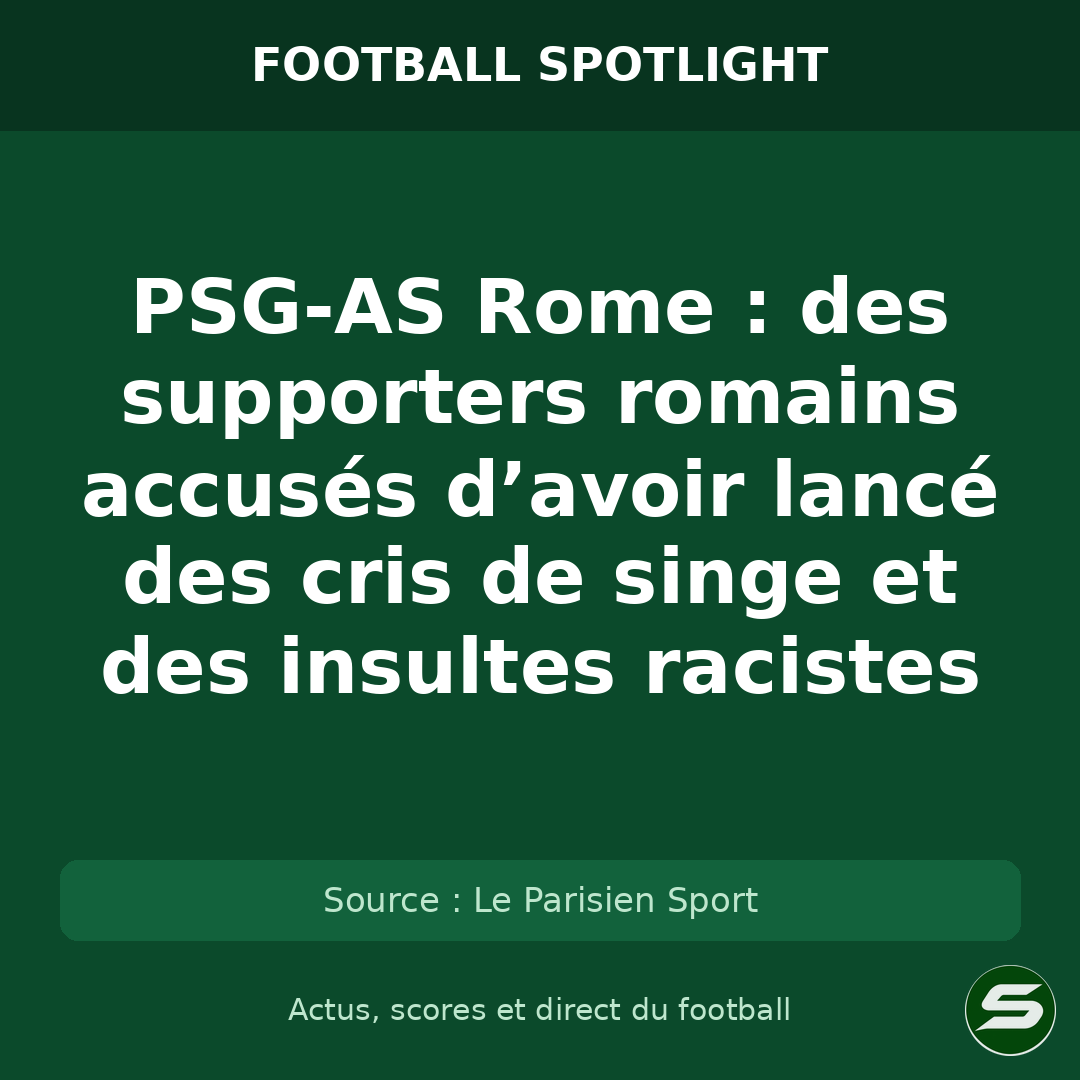 FOOTBALL SPOTLIGHT
PSG-AS Rome : des
supporters romains
accusés d’avoir lancé
des cris de singe et
des insultes racistes
Source : Le Parisien Sport
Actus, scores et direct du football
S